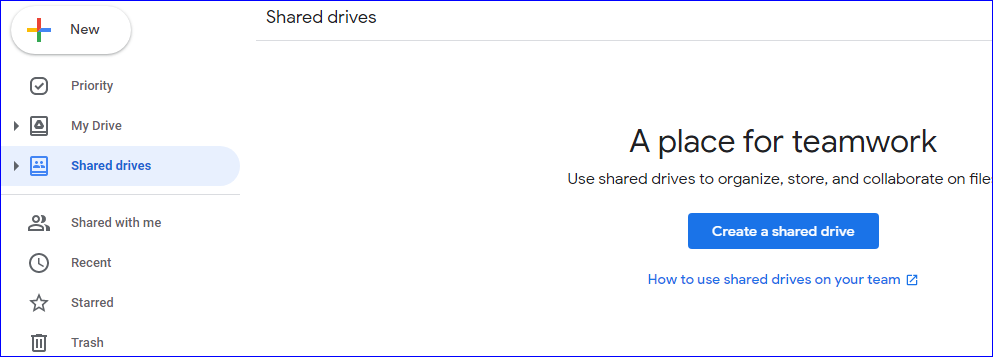 New
Priority
My Drive
Shared drives
Shared with me
Recent
Starred
Trash
Shared drives
A place for teamwork
Use shared drives to organize, store, and collaborate on files
Create a shared drive
How to use shared drives on your team